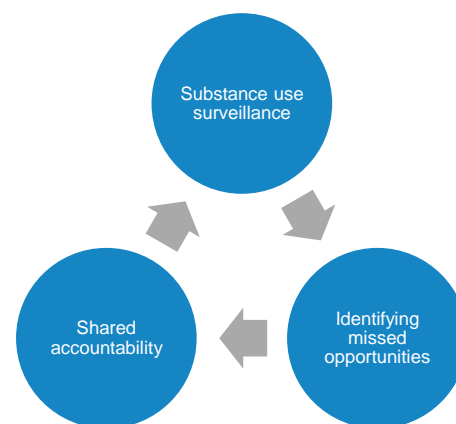 Substance use
surveillance
Identifying
missed
opportunities
Shared
accountability